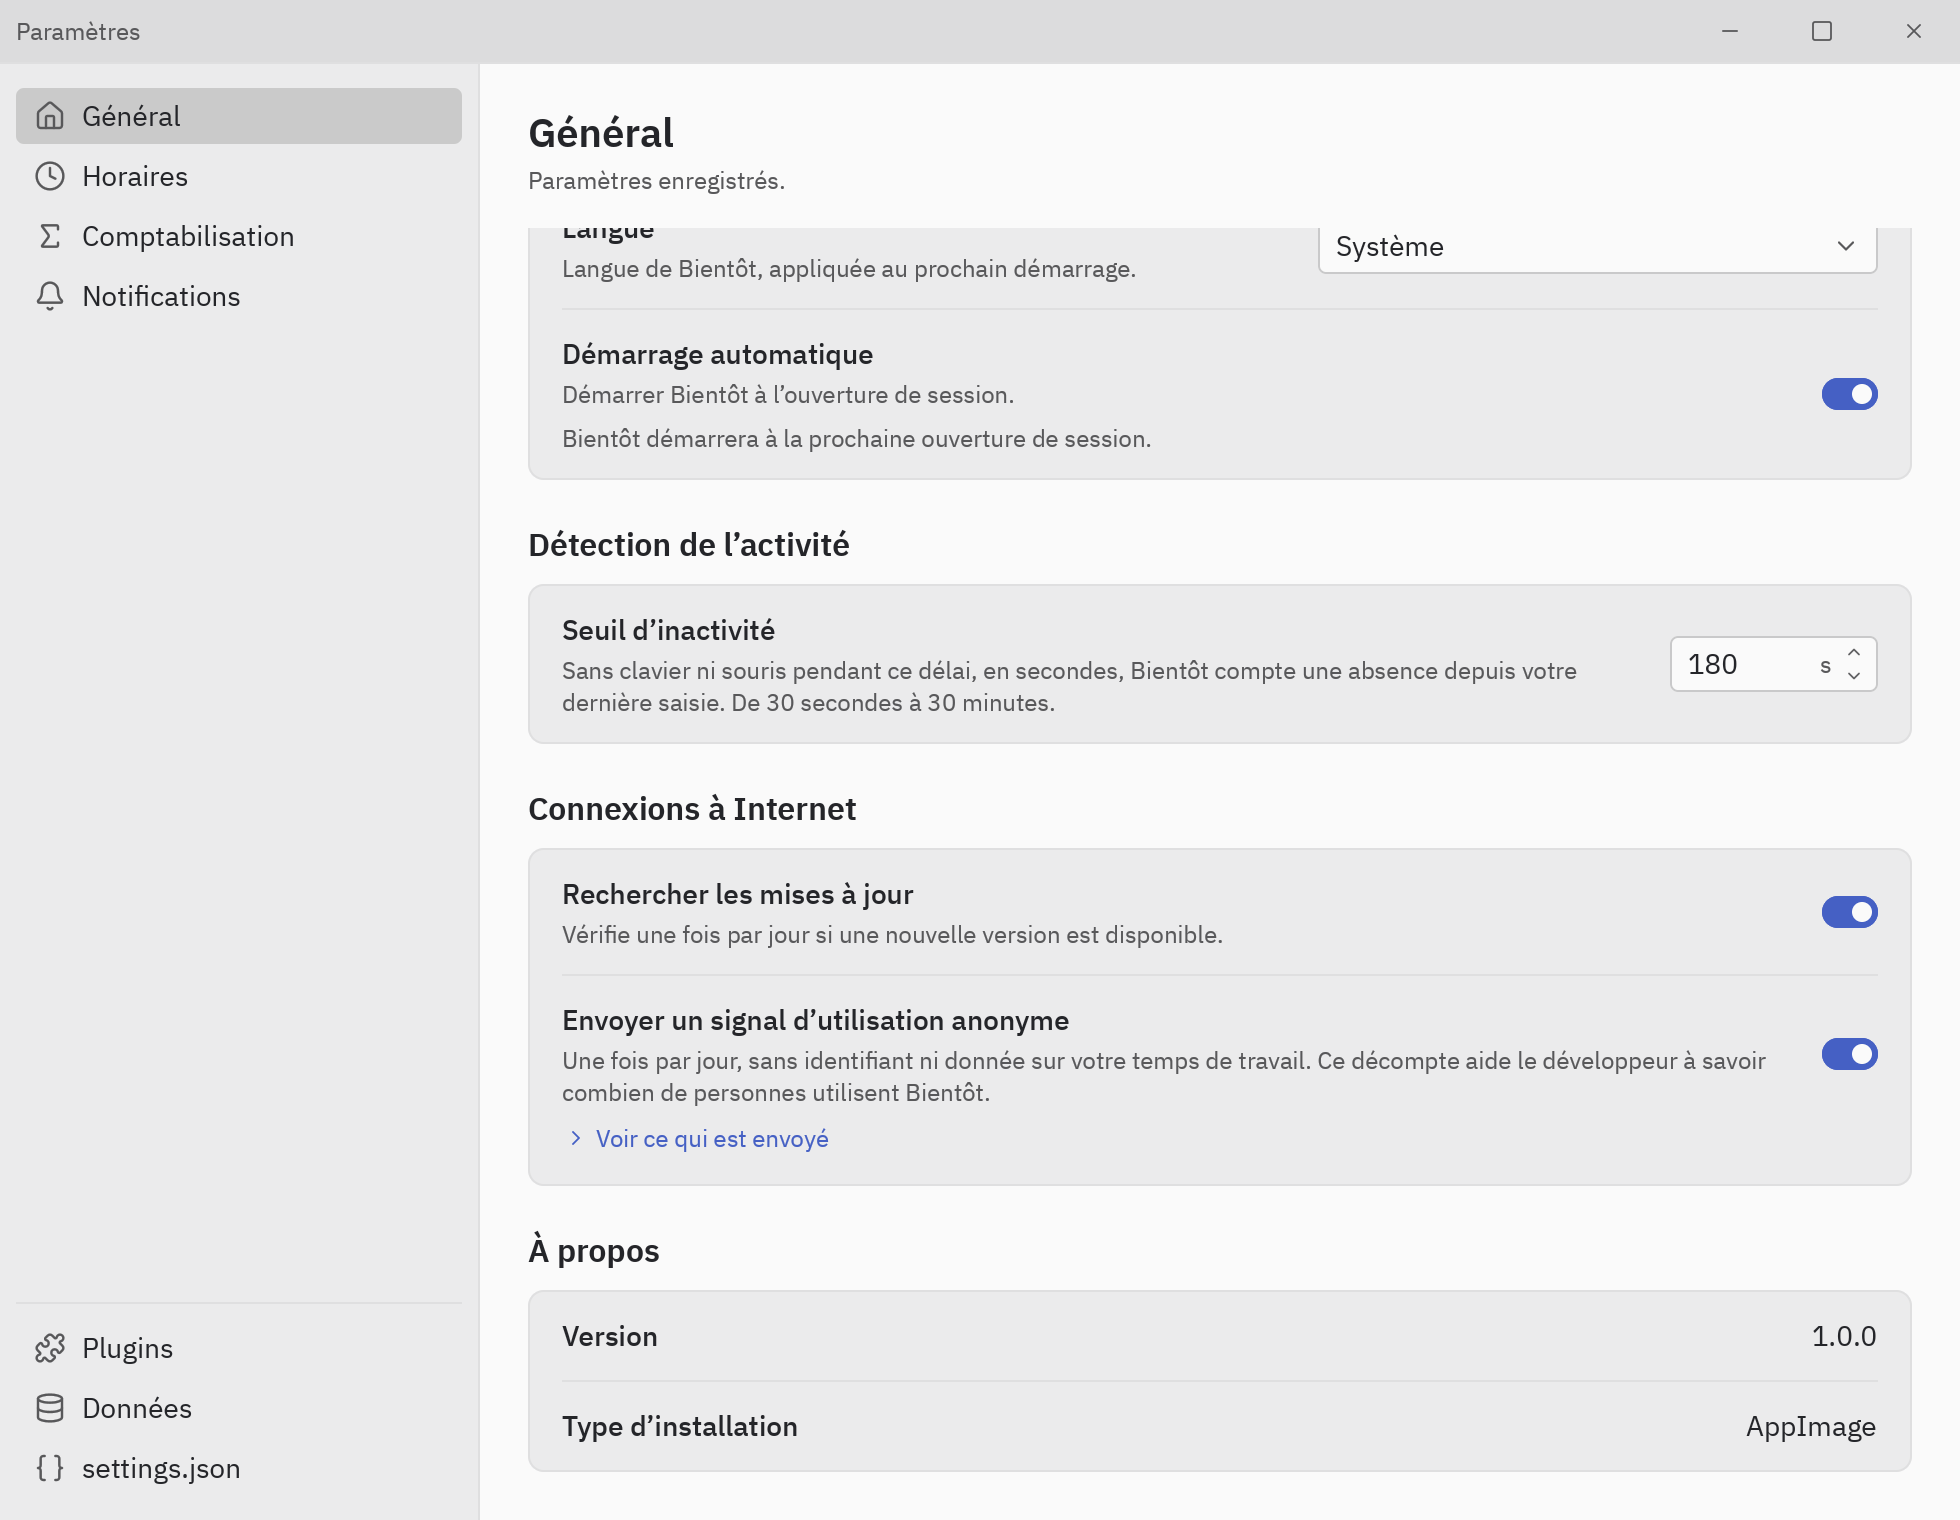 Paramètres
Général
Horaires
Comptabilisation
Notifications
Plugins
Données
settings.json
Général
Paramètres enregistrés.
Langue
Système
Langue de Bientôt, appliquée au prochain démarrage.
Démarrage automatique
Démarrer Bientôt à l’ouverture de session.
Bientôt démarrera à la prochaine ouverture de session.
Détection de l’activité
Seuil d’inactivité
Sans clavier ni souris pendant ce délai, en secondes, Bientôt compte une absence depuis votre
dernière saisie. De 30 secondes à 30 minutes.
180 s
Connexions à Internet
Rechercher les mises à jour
Vérifie une fois par jour si une nouvelle version est disponible.
Envoyer un signal d’utilisation anonyme
Une fois par jour, sans identifiant ni donnée sur votre temps de travail. Ce décompte aide le développeur à savoir
combien de personnes utilisent Bientôt.
Voir ce qui est envoyé
À propos
Version 1.0.0
Type d’installation AppImage